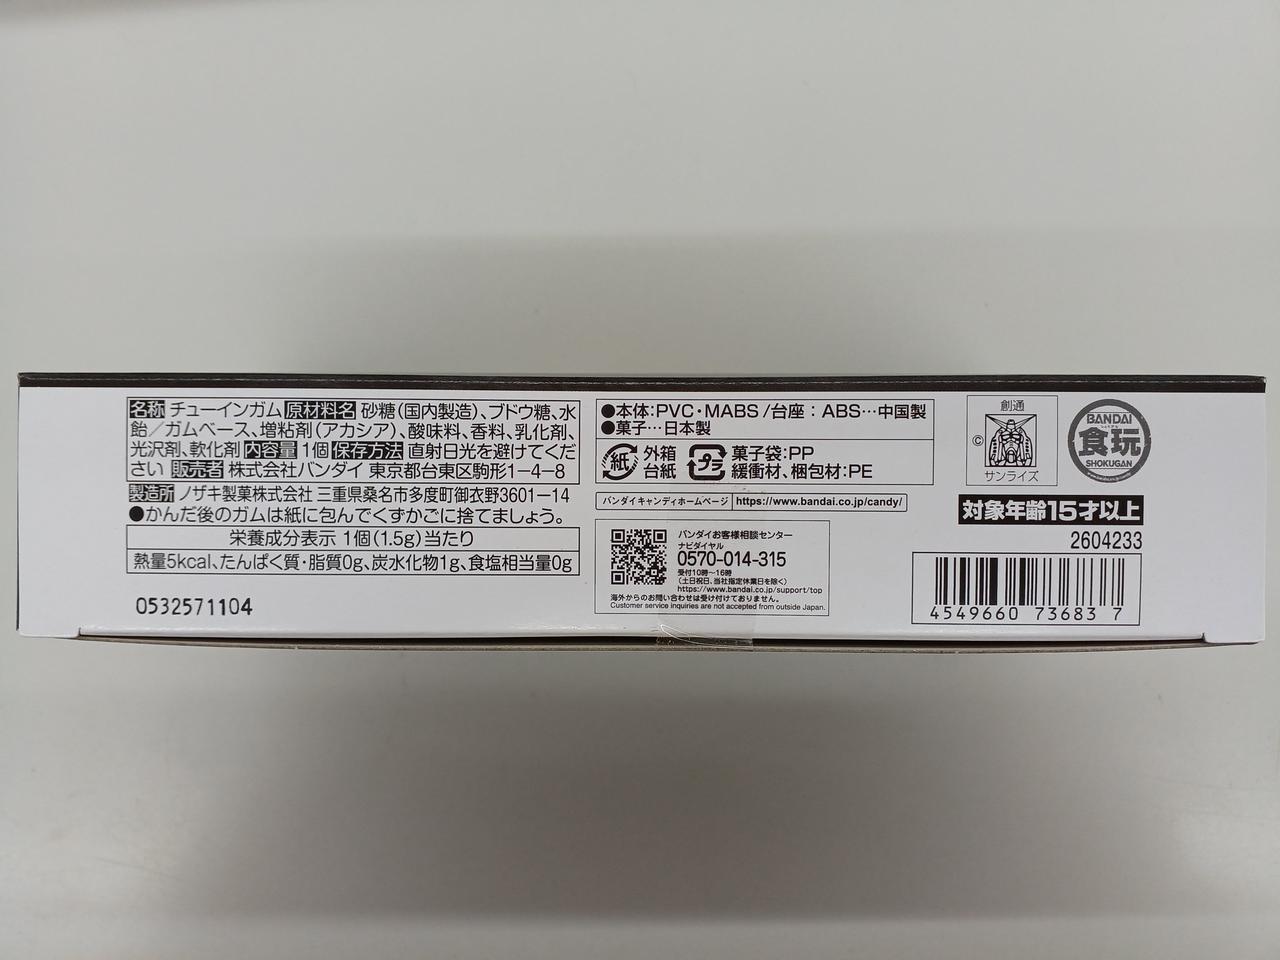 名称 チューインガム 原材料名 砂糖(国内製造)、ブドウ糖、水
飴/ガムベース、増粘剤(アカシア)、酸味料、香料、乳化剤、
光沢剤、軟化剤 内容量 1個 保存方法 直射日光を避けてくだ
さい 販売者 株式会社バンダイ 東京都台東区駒形1-4-8
製造所 ノザキ製菓株式会社 三重県桑名市多度町御衣野3601-14
●かんだ後のガムは紙に包んでくずかごに捨てましょう。
栄養成分表示 1個(1.5g)当たり
熱量5kcal、たんぱく質・脂質0g、炭水化物1g、食塩相当量0g
0532571104
●本体:PVC・MABS/台座:ABS…中国製
●菓子…日本製
紙 外箱
台紙
プラ 菓子袋:PP
緩衝材、梱包材:PE
バンダイキャンディホームページ https://www.bandai.co.jp/candy/
バンダイお客様相談センター
ナビダイヤル
0570-014-315
受付10時~16時
(土日祝日、当社指定休業日を除く)
https://www.bandai.co.jp/support/top
海外からのお問い合わせは受け付けておりません。
Customer service inquiries are not accepted from outside Japan.
創通
©
サンライズ
BANDAI
食玩
SHOKUGAN
対象年齢15才以上
2604233
4549660 73683 7